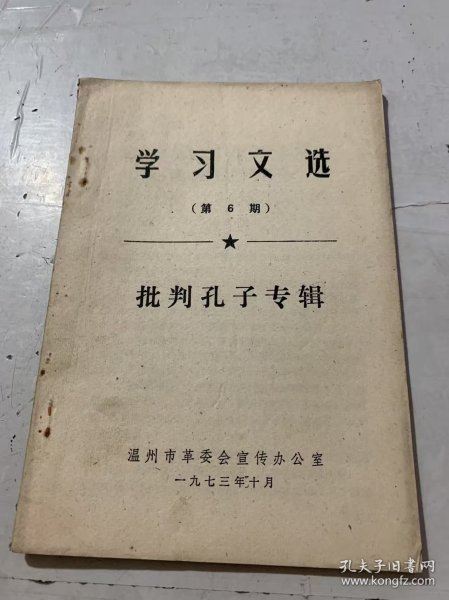 学习文选
（第 6 期）
批判孔子专辑
温州市革委会宣传办公室
一九七三年十月
孔夫子旧书网
www.kongfz.com